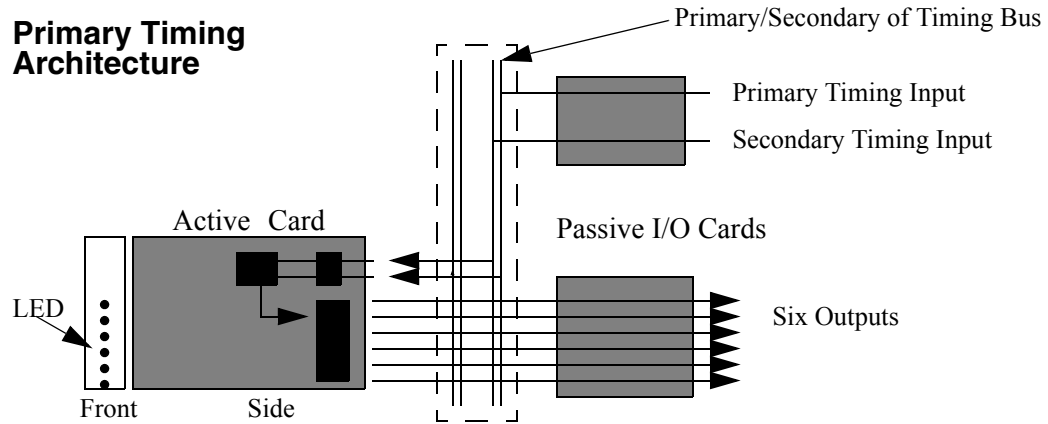 Primary Timing
Architecture
Primary/Secondary of Timing Bus
Primary Timing Input
Secondary Timing Input
Active Card
Passive I/O Cards
LED
Six Outputs
Front
Side